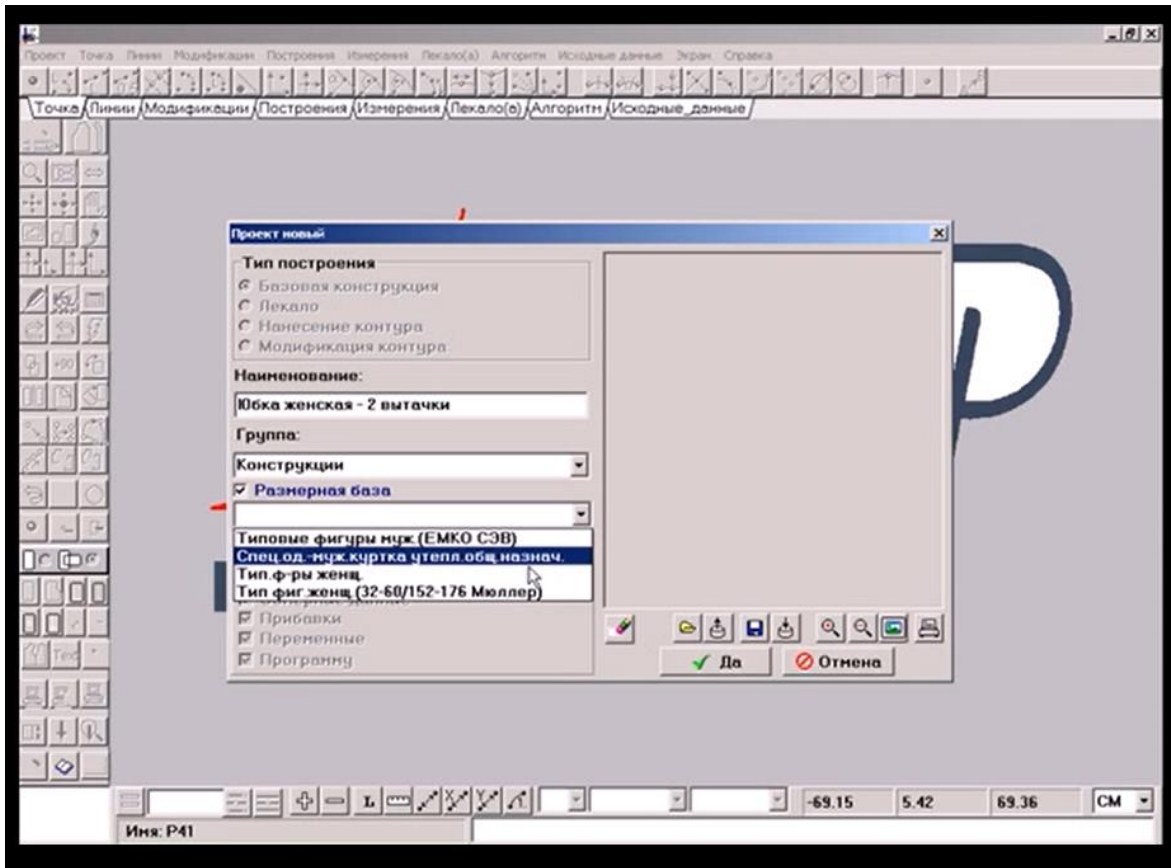 Проект Точка Линии Модификации Построения Измерения Лекало(а) Алгоритм Исходные данные Экран Справка
Точка Линии Модификации Построения Измерения Лекало(а) Алгоритм Исходные_данные
Проект новый
Тип построения
Базовая конструкция
Лекало
Нанесение контура
Модификация контура
Наименование:
Юбка женская - 2 вытачки
Группа:
Конструкции
Размерная база
Типовые фигуры муж.(ЕМКО СЭВ)
Спец.од.-муж.куртка утепл.общ.назнач.
Тип.ф-ры женщ.
Тип фиг.женщ.(32-60/152-176 Мюллер)
Прибавки
Переменные
Программу
Да
Отмена
+90
Text
L
-69.15 5.42 69.36 СМ
Имя: P41